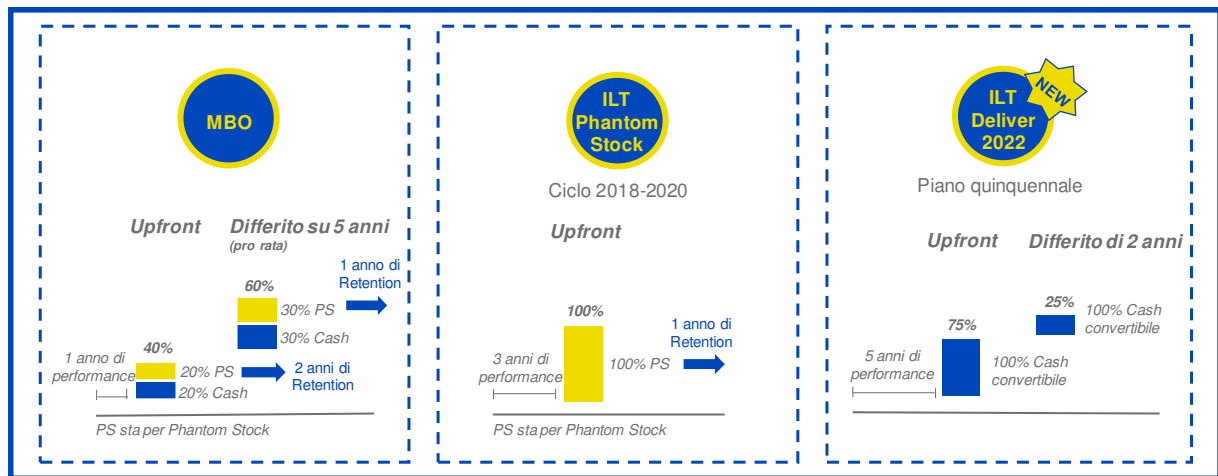 MBO
Upfront
Differito su 5 anni
(pro rata)
1 anno di
Retention
60%
30% PS
30% Cash
40%
1 anno di
performance
20% PS
20% Cash
2 anni di
Retention
PS sta per Phantom Stock
ILT
Phantom
Stock
Ciclo 2018-2020
Upfront
100%
3 anni di
performance
100% PS
1 anno di
Retention
PS sta per Phantom Stock
ILT
Deliver
2022
NEW
Piano quinquennale
Upfront
Differito di 2 anni
25%
100% Cash
convertibile
75%
5 anni di
performance
100% Cash
convertibile